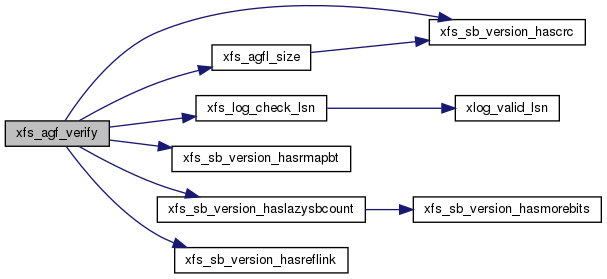 xfs_sb_version_hascrc
xfs_agfl_size
xfs_log_check_lsn
xlog_valid_lsn
xfs_agf_verify
xfs_sb_version_hasrmapbt
xfs_sb_version_haslazysbcount
xfs_sb_version_hasmorebits
xfs_sb_version_hasreflink